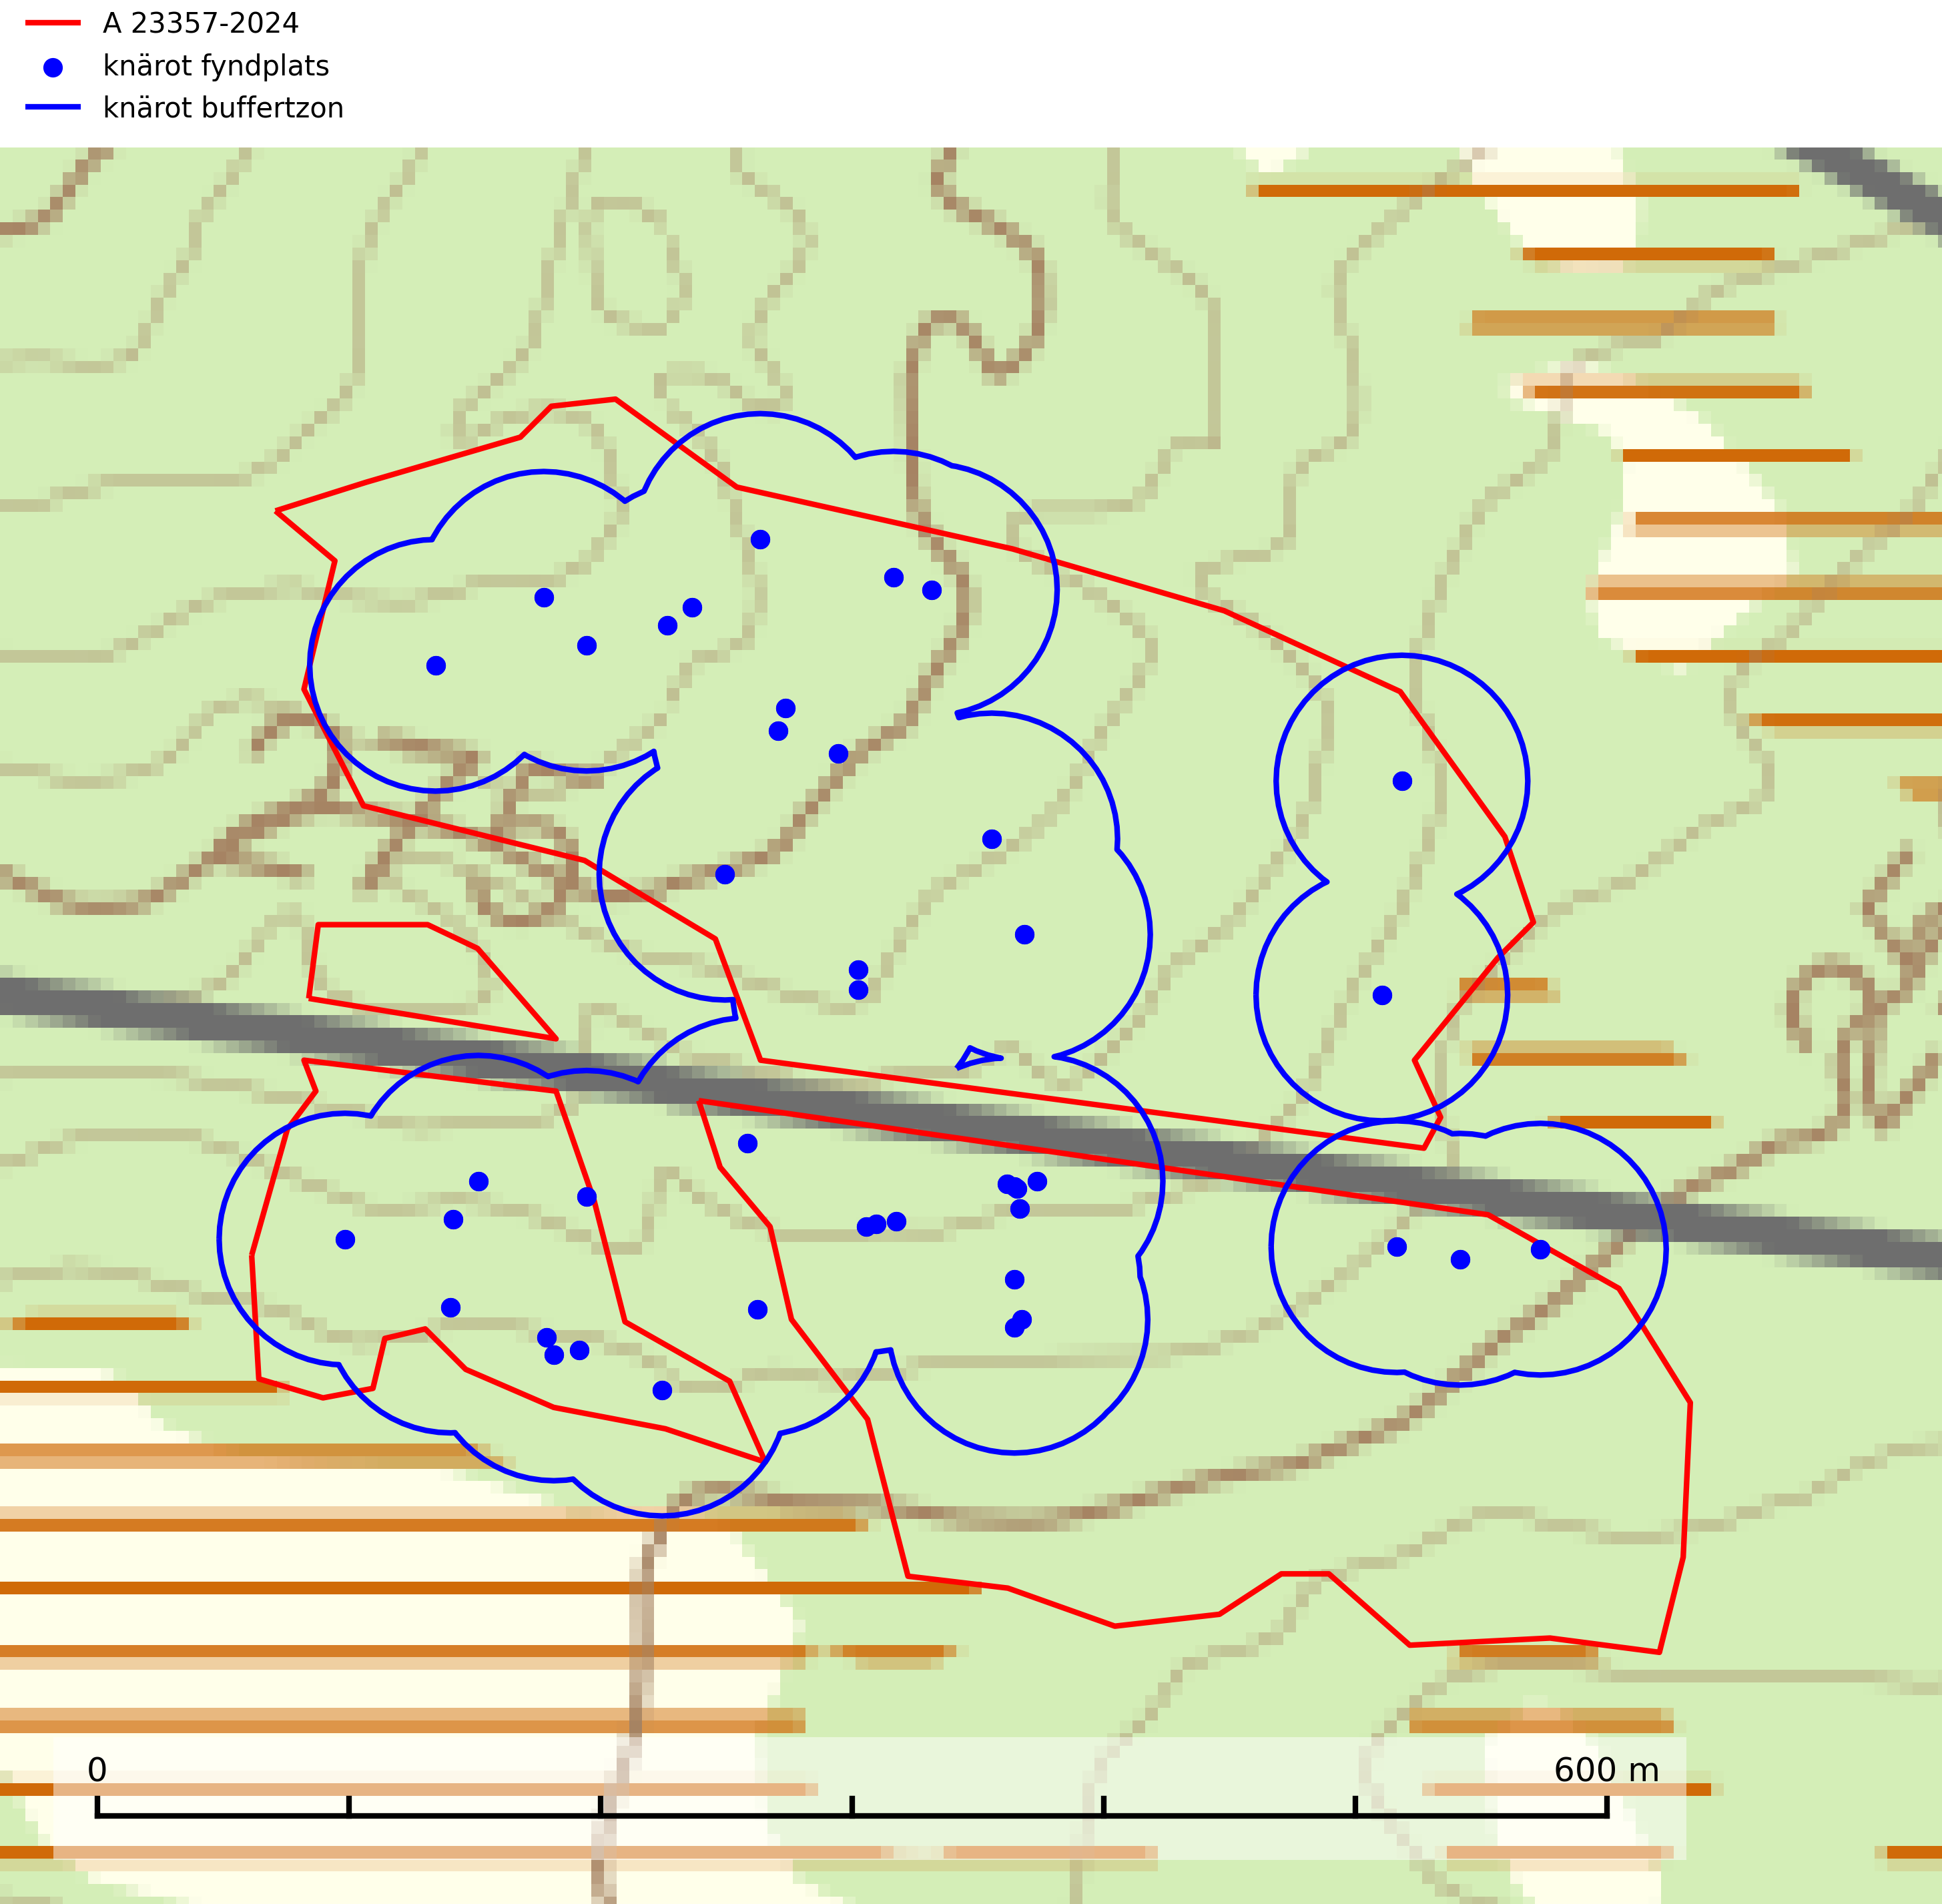 A 23357-2024
knärot fyndplats
knärot buffertzon
0
600 m